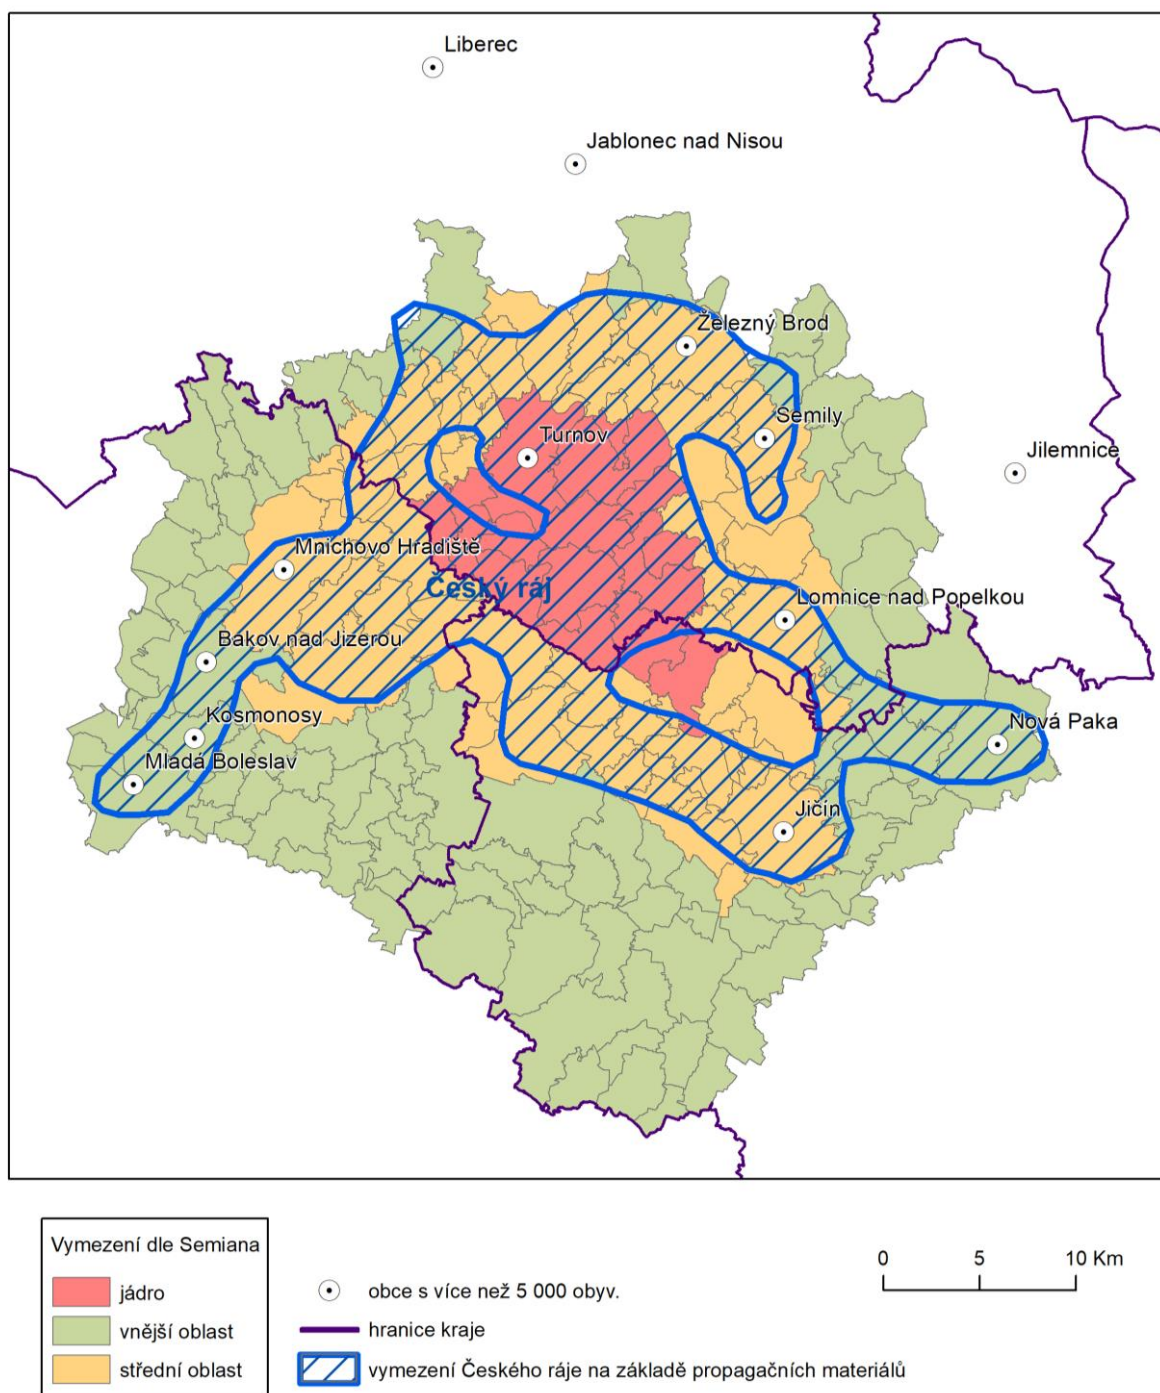 Liberec
Jablonec nad Nisou
Železný Brod
Semily
Turnov
Jilemnice
Mnichovo Hradiště
Český ráj
Lomnice nad Popelkou
Bakov nad Jizerou
Kosmonosy
Nová Paka
Mladá Boleslav
Jičín
Vymezení dle Semiana
jádro
vnější oblast
střední oblast
obce s více než 5 000 obyv.
hranice kraje
vymezení Českého ráje na základě propagačních materiálů
0 5 10 Km